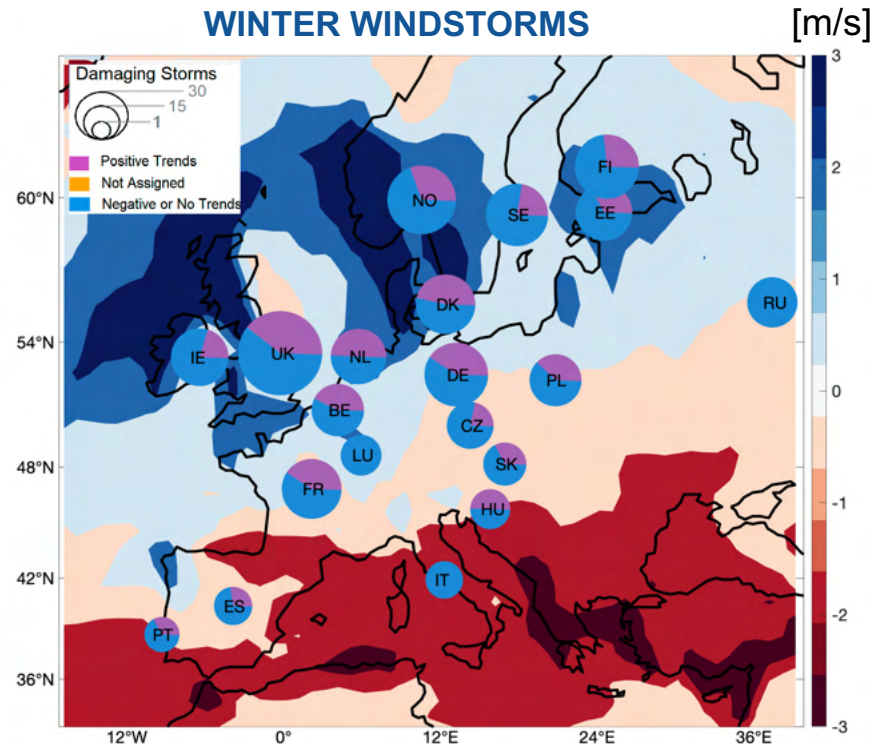 WINTER WINDSTORMS
[m/s]
Damaging Storms
30
15
1
Positive Trends
Not Assigned
Negative or No Trends
3
2
1
0
-1
-2
-3
60°N
54°N
48°N
42°N
36°N
12°W
0°
12°E
24°E
36°E
NO
SE
FI
EE
DK
RU
IE
UK
NL
DE
PL
BE
CZ
LU
SK
FR
HU
IT
ES
PT